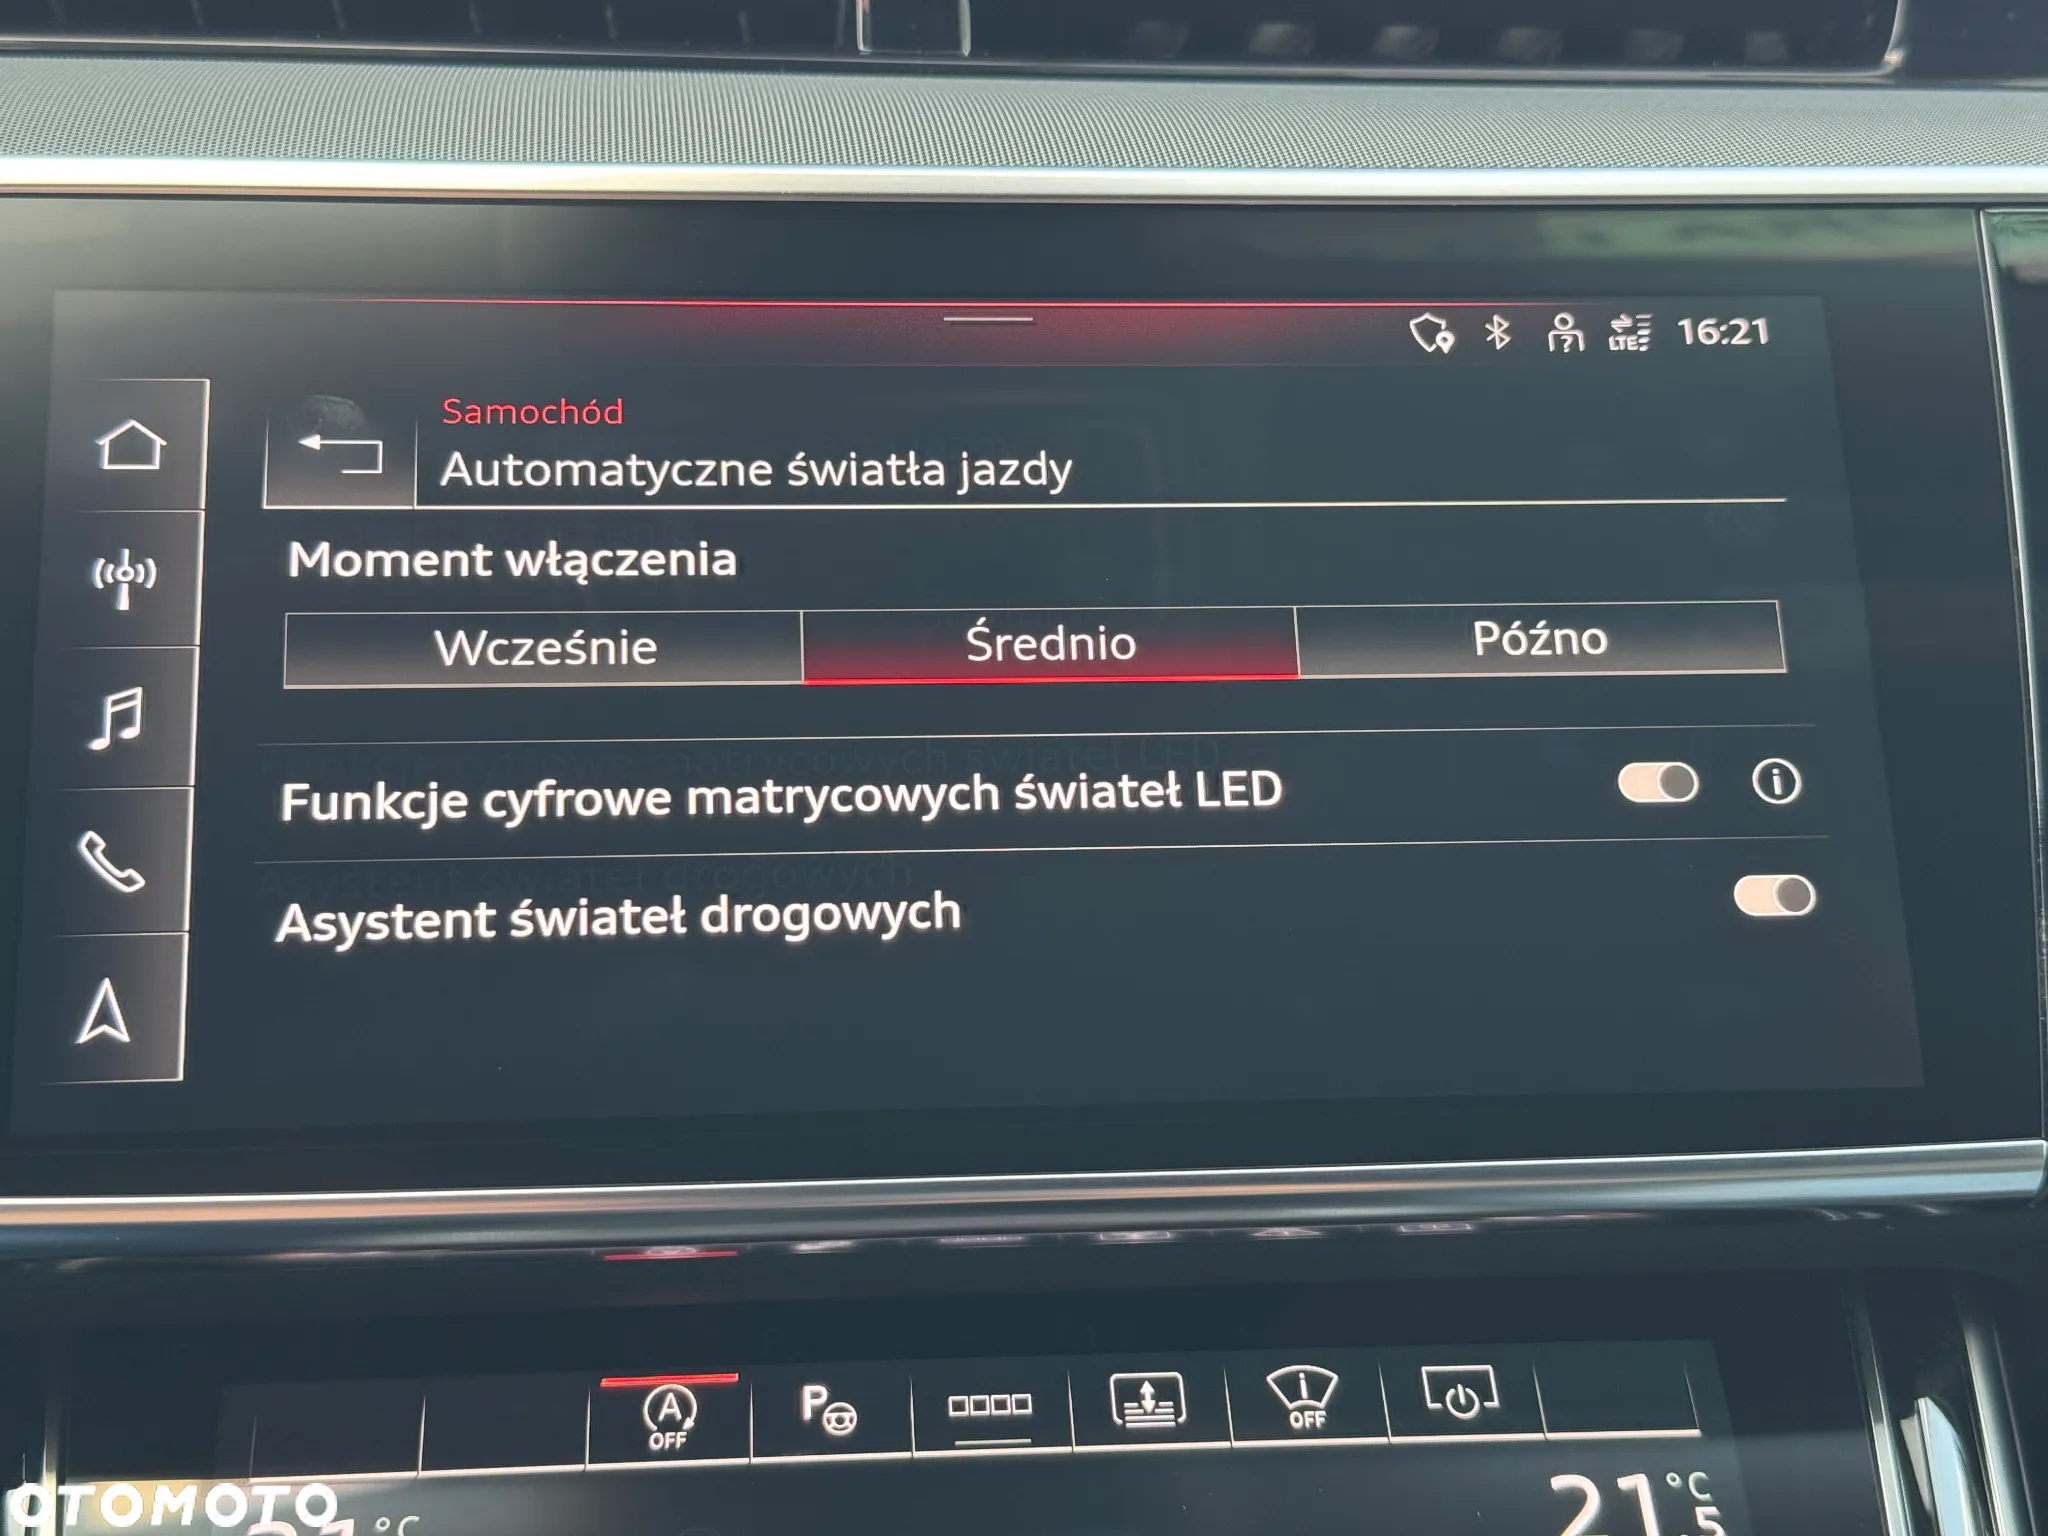 LTE 16:21
Samochód
Automatyczne światła jazdy
Moment włączenia
Wcześnie Średnio Późno
Funkcje cyfrowe matrycowych świateł LED
Asystent świateł drogowych
A OFF P OFF
21 °C 21.5 °C
OTOMOTO